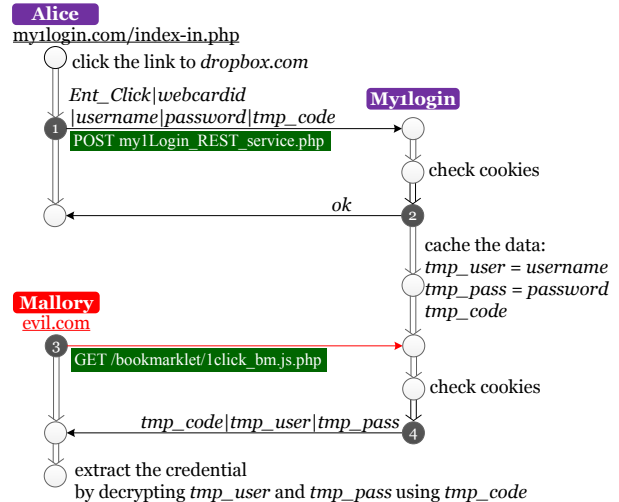 Alice
my1login.com/index-in.php
click the link to dropbox.com
Ent_Click|webcardid
|username|password|tmp_code
My1login
1
POST my1Login_REST_service.php
check cookies
ok
2
cache the data:
tmp_user = username
tmp_pass = password
tmp_code
Mallory
evil.com
3
GET /bookmarklet/1click_bm.js.php
check cookies
tmp_code|tmp_user|tmp_pass
4
extract the credential
by decrypting tmp_user and tmp_pass using tmp_code